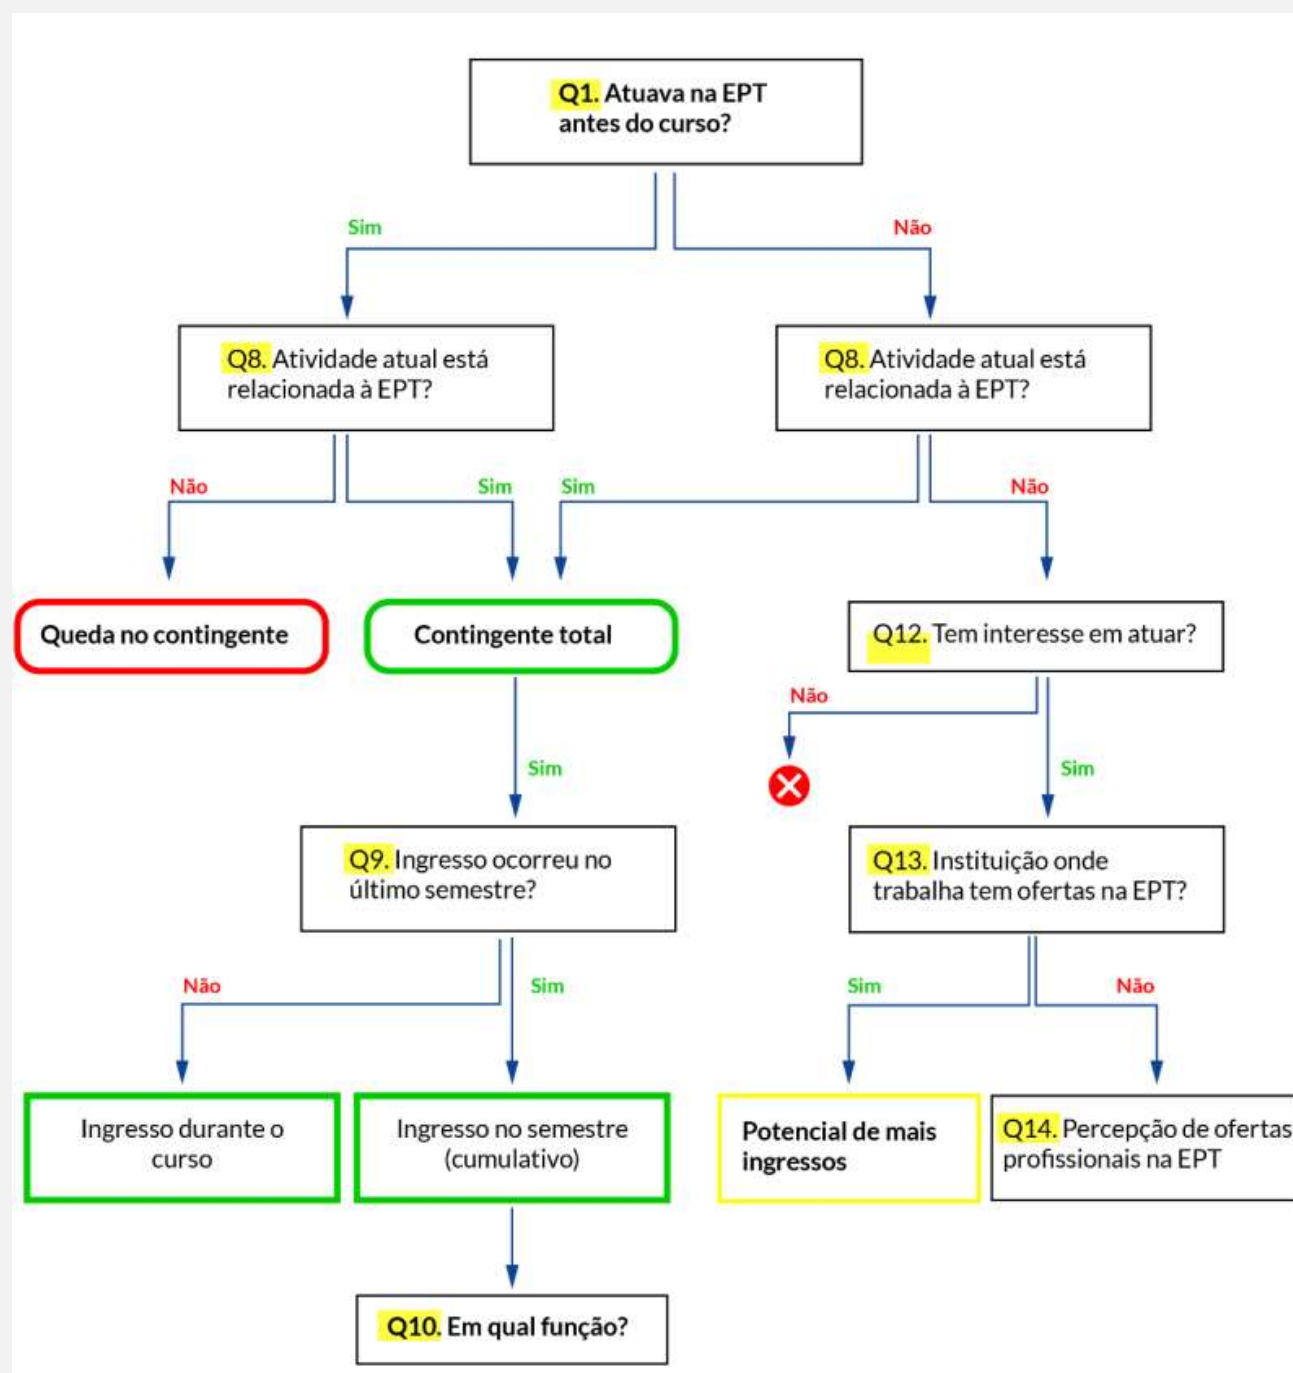 Q1. Atuava na EPT
antes do curso?
Sim
Não
Q8. Atividade atual está
relacionada à EPT?
Q8. Atividade atual está
relacionada à EPT?
Não
Sim
Sim
Não
Queda no contingente
Contingente total
Q12. Tem interesse em atuar?
Não
Sim
Sim
Q9. Ingresso ocorreu no
último semestre?
Q13. Instituição onde
trabalha tem ofertas na EPT?
Não
Sim
Sim
Não
Ingresso durante o
curso
Ingresso no semestre
(cumulativo)
Potencial de mais
ingressos
Q14. Percepção de ofertas
profissionais na EPT
Q10. Em qual função?